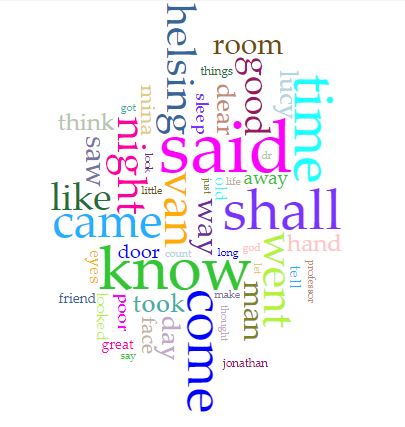 helsing
room
good
things
time
lucy
dear
sleep
mina
got
think
night
saw
look
said
dr
van
little
like
just
old
life
away
shall
came
way
door
count
long
god
hand
went
eyes
know
let
tell
professor
friend
looked
poor
took
come
make
thought
man
day
face
great
say
jonathan